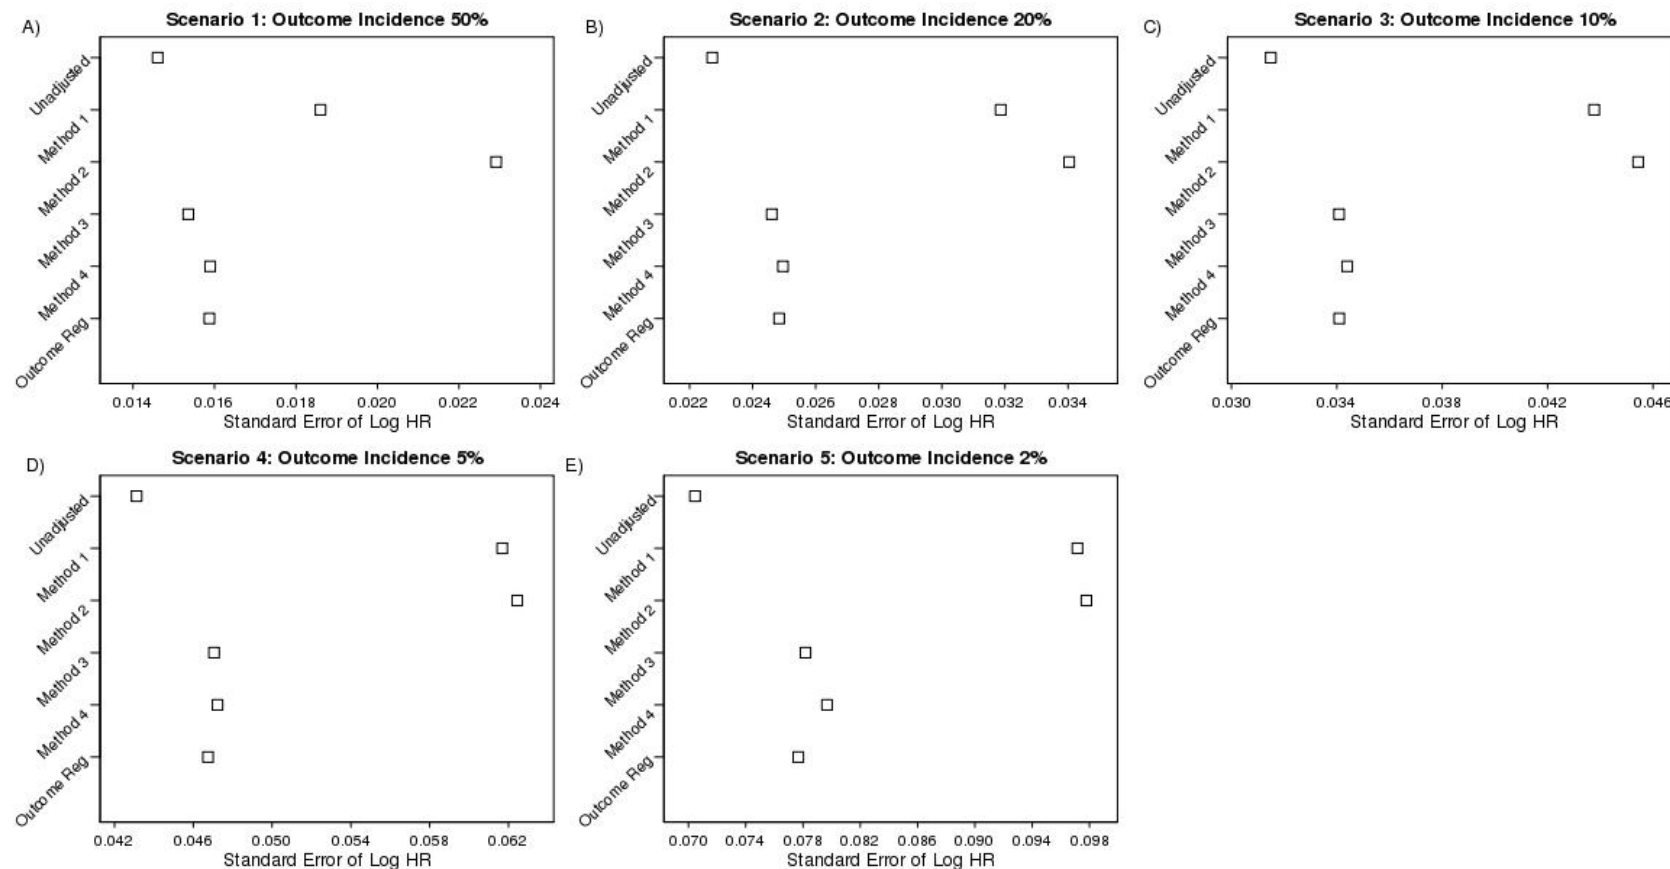 A)
Scenario 1: Outcome Incidence 50%
Unadjusted
Method 1
Method 2
Method 3
Method 4
Outcome Reg
0.014 0.016 0.018 0.020 0.022 0.024
Standard Error of Log HR
B)
Scenario 2: Outcome Incidence 20%
Unadjusted
Method 1
Method 2
Method 3
Method 4
Outcome Reg
0.022 0.024 0.026 0.028 0.030 0.032 0.034
Standard Error of Log HR
C)
Scenario 3: Outcome Incidence 10%
Unadjusted
Method 1
Method 2
Method 3
Method 4
Outcome Reg
0.030 0.034 0.038 0.042 0.046
Standard Error of Log HR
D)
Scenario 4: Outcome Incidence 5%
Unadjusted
Method 1
Method 2
Method 3
Method 4
Outcome Reg
0.042 0.046 0.050 0.054 0.058 0.062
Standard Error of Log HR
E)
Scenario 5: Outcome Incidence 2%
Unadjusted
Method 1
Method 2
Method 3
Method 4
Outcome Reg
0.070 0.074 0.078 0.082 0.086 0.090 0.094 0.098
Standard Error of Log HR